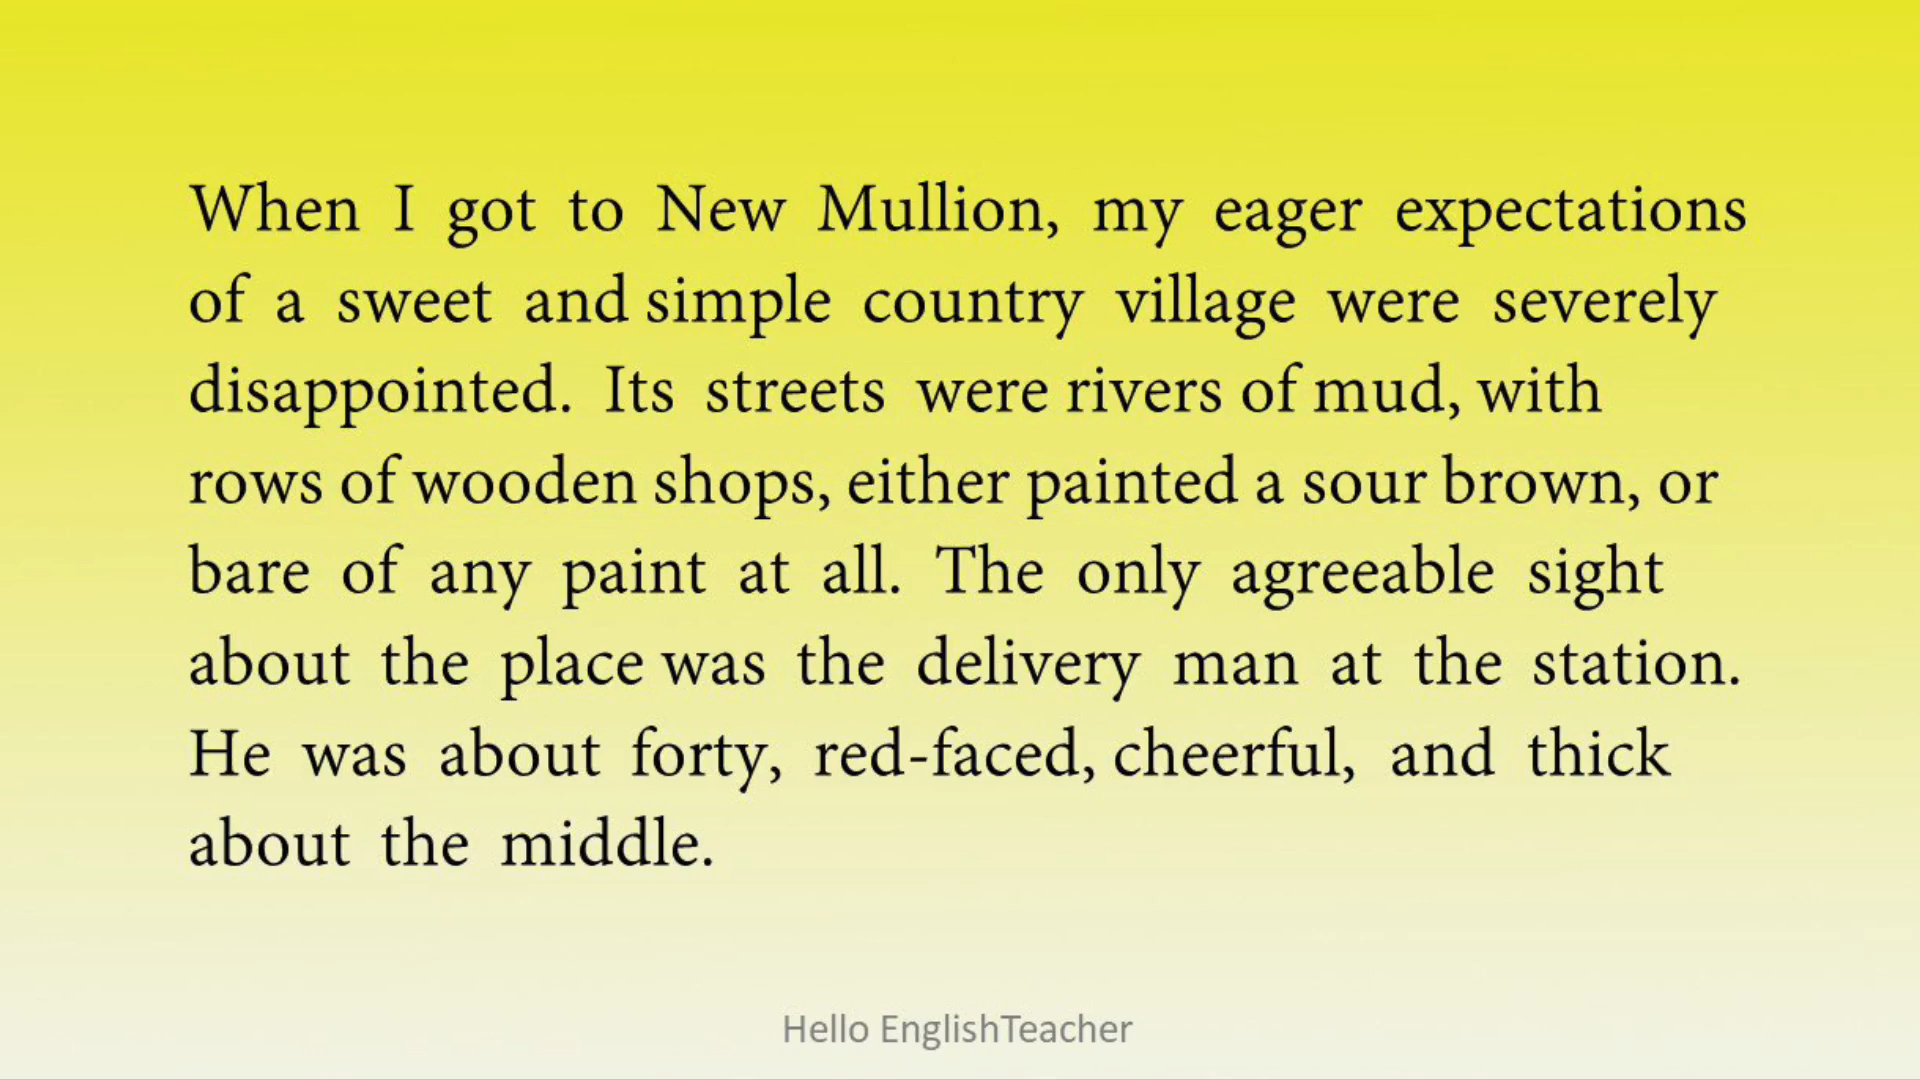 When I got to New Mullion, my eager expectations
of a sweet and simple country village were severely
disappointed. Its streets were rivers of mud, with
rows of wooden shops, either painted a sour brown, or
bare of any paint at all. The only agreeable sight
about the place was the delivery man at the station.
He was about forty, red-faced, cheerful, and thick
about the middle.
Hello EnglishTeacher